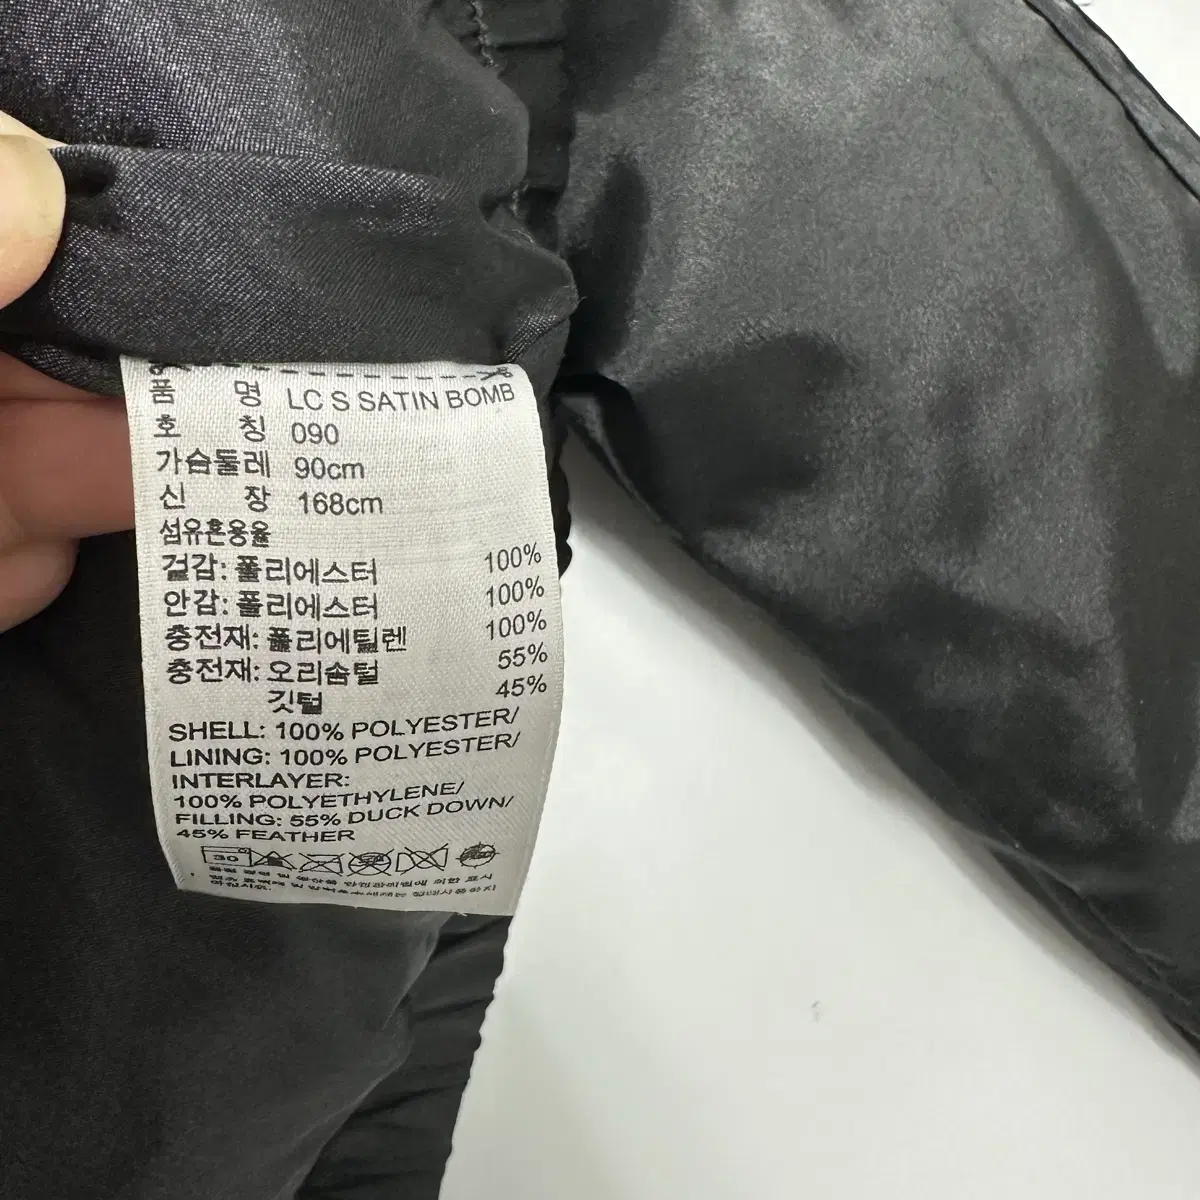 품 명 LC S SATIN BOMB
호 칭 090
가슴둘레 90cm
신 장 168cm
섬유혼용율
겉감: 폴리에스터 100%
안감: 폴리에스터 100%
충전재: 폴리에틸렌 100%
충전재: 오리솜털 55%
깃털 45%
SHELL: 100% POLYESTER/
LINING: 100% POLYESTER/
INTERLAYER:
100% POLYETHYLENE/
FILLING: 55% DUCK DOWN/
45% FEATHER
30